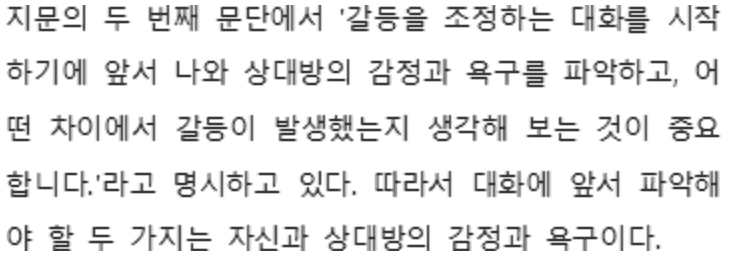 지문의 두 번째 문단에서 '갈등을 조정하는 대화를 시작
하기에 앞서 나와 상대방의 감정과 욕구를 파악하고, 어
떤 차이에서 갈등이 발생했는지 생각해 보는 것이 중요
합니다.'라고 명시하고 있다. 따라서 대화에 앞서 파악해
야 할 두 가지는 자신과 상대방의 감정과 욕구이다.